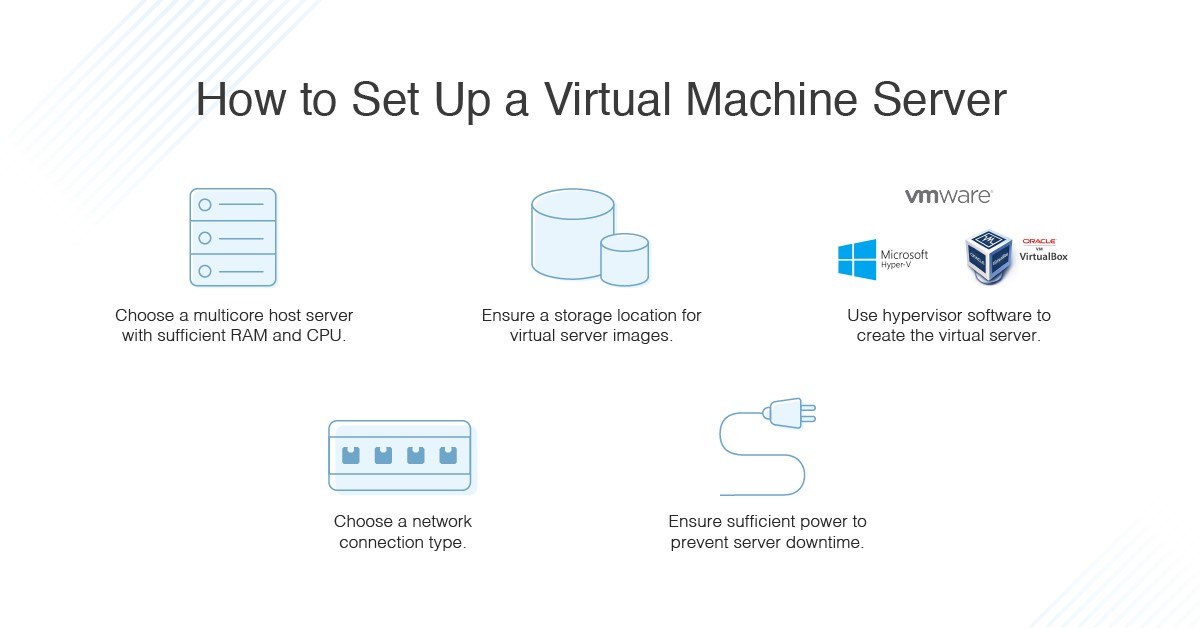 How to Set Up a Virtual Machine Server
vmware®
Microsoft
Hyper-V
ORACLE
VM
VirtualBox
ORACLE
VirtualBox
Choose a multicore host server
with sufficient RAM and CPU.
Ensure a storage location for
virtual server images.
Use hypervisor software to
create the virtual server.
Choose a network
connection type.
Ensure sufficient power to
prevent server downtime.